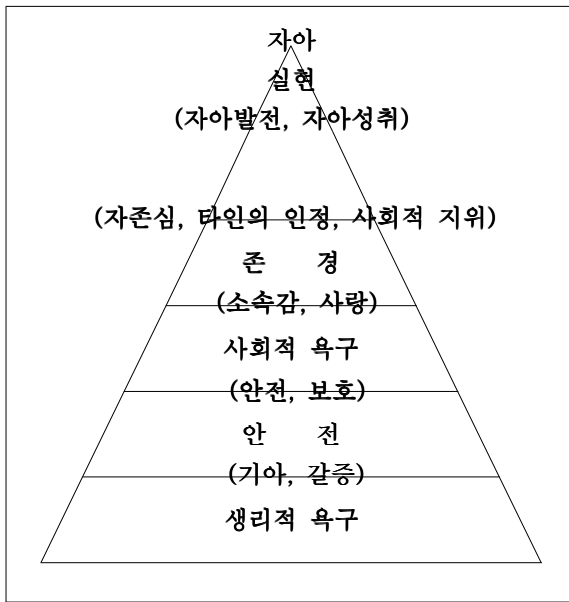 자아
실현
(자아발전, 자아성취)
(자존심, 타인의 인정, 사회적 지위)
존 경
(소속감, 사랑)
사회적 욕구
(안전, 보호)
안 전
(기아, 갈증)
생리적 욕구